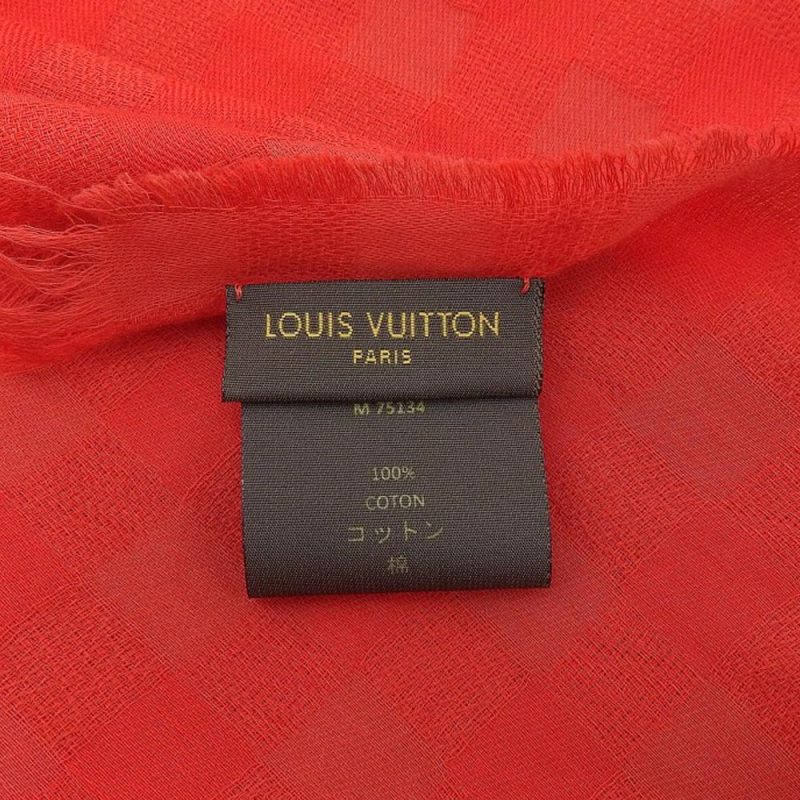 LOUIS VUITTON
PARIS
M 75134
100%
COTON
コットン
棉